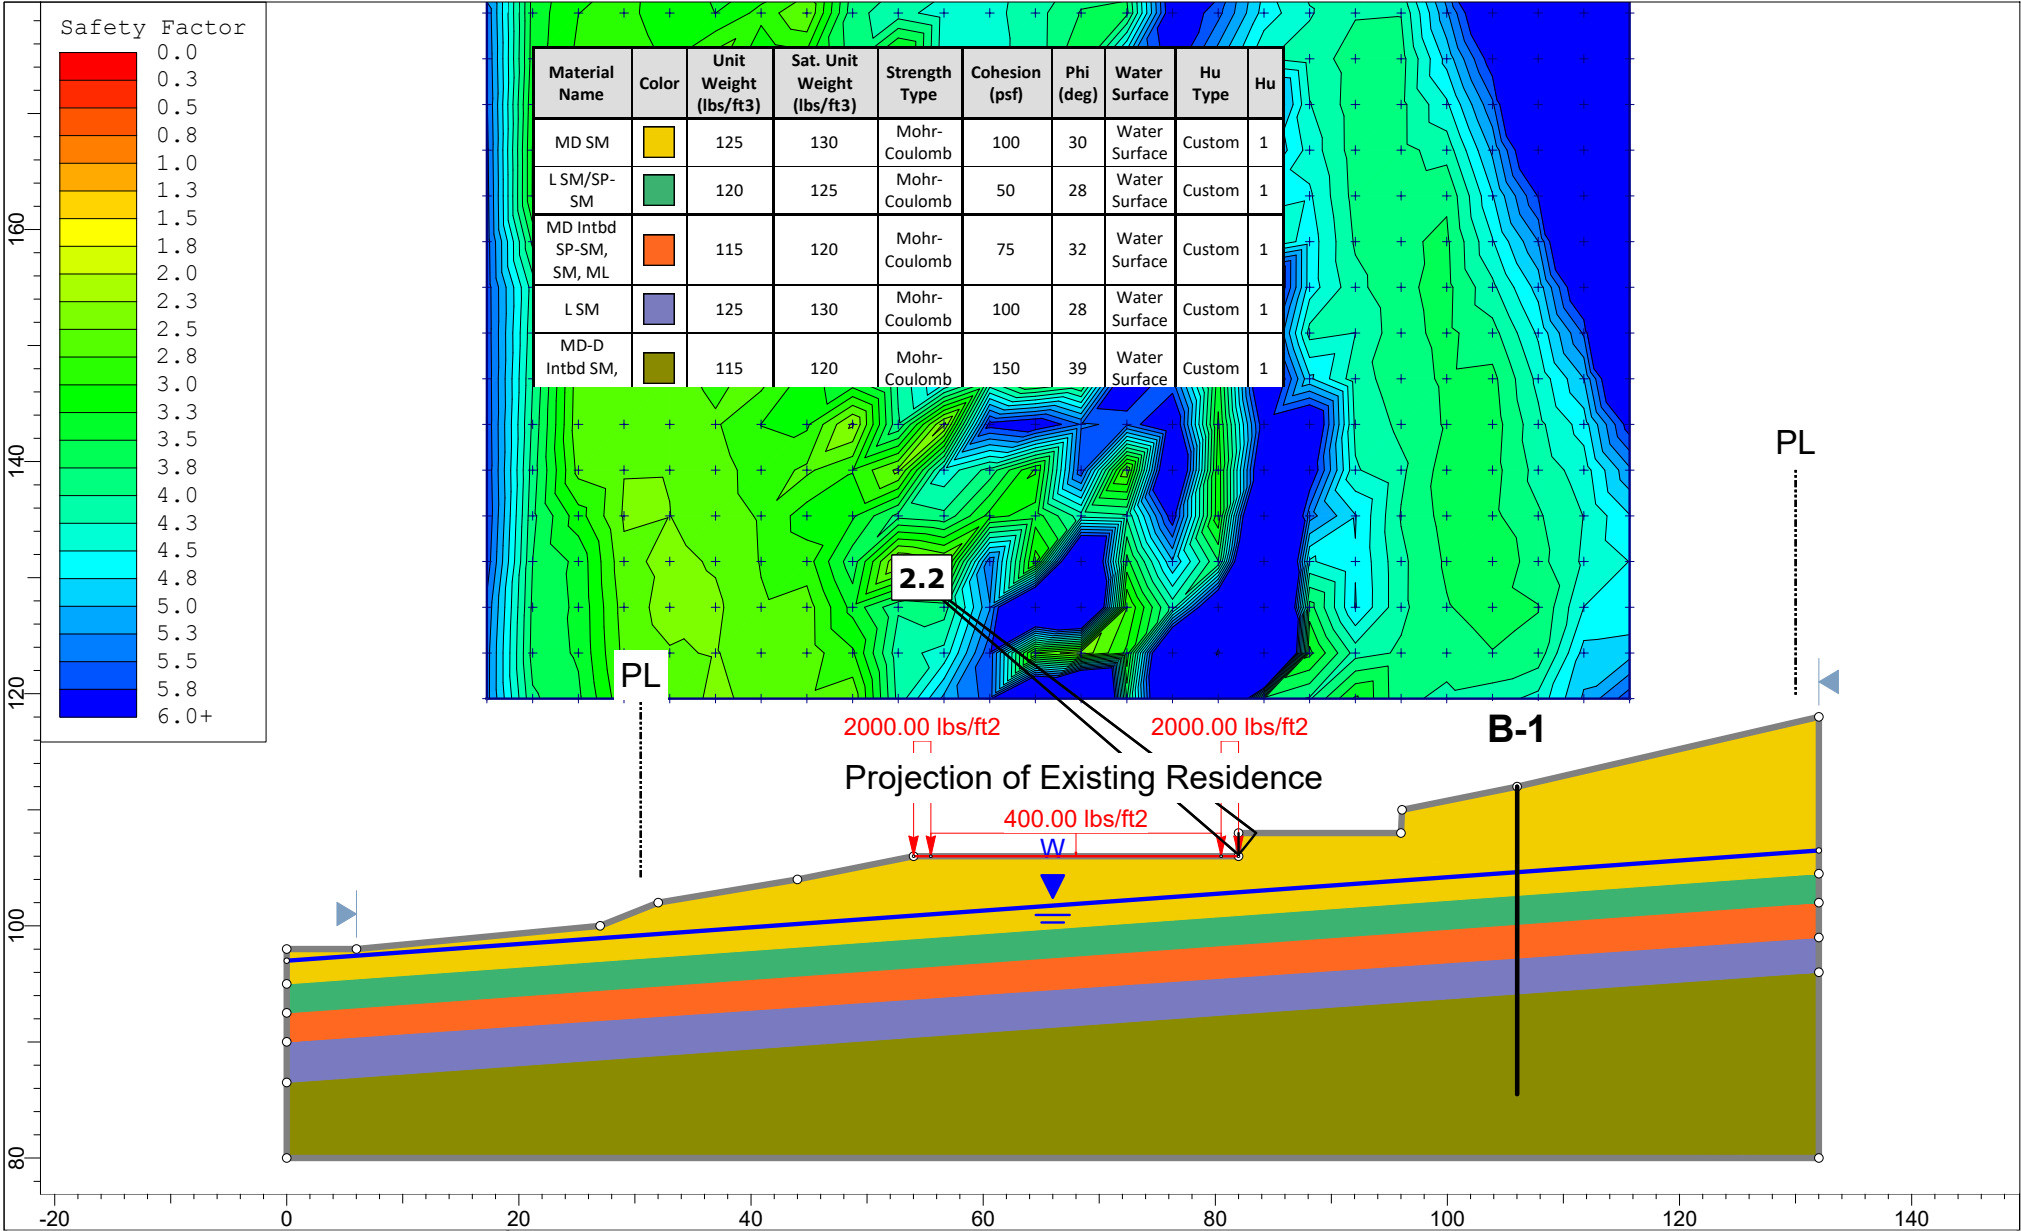 Safety Factor
0.0
0.3
0.5
0.8
1.0
1.3
1.5
1.8
2.0
2.3
2.5
2.8
3.0
3.3
3.5
3.8
4.0
4.3
4.5
4.8
5.0
5.3
5.5
5.8
6.0+
Material Name Color Unit Weight (lbs/ft3) Sat. Unit Weight (lbs/ft3) Strength Type Cohesion (psf) Phi (deg) Water Surface Hu Type Hu
MD SM 125 130 Mohr-Coulomb 100 30 Water Surface Custom 1
L SM/SP-SM 120 125 Mohr-Coulomb 50 28 Water Surface Custom 1
MD Intbd SP-SM, SM, ML 115 120 Mohr-Coulomb 75 32 Water Surface Custom 1
L SM 125 130 Mohr-Coulomb 100 28 Water Surface Custom 1
MD-D Intbd SM, 115 120 Mohr-Coulomb 150 39 Water Surface Custom 1
PL
2.2
PL
2000.00 lbs/ft2
2000.00 lbs/ft2
B-1
Projection of Existing Residence
400.00 lbs/ft2
W
160
140
120
100
80
-20 0 20 40 60 80 100 120 140